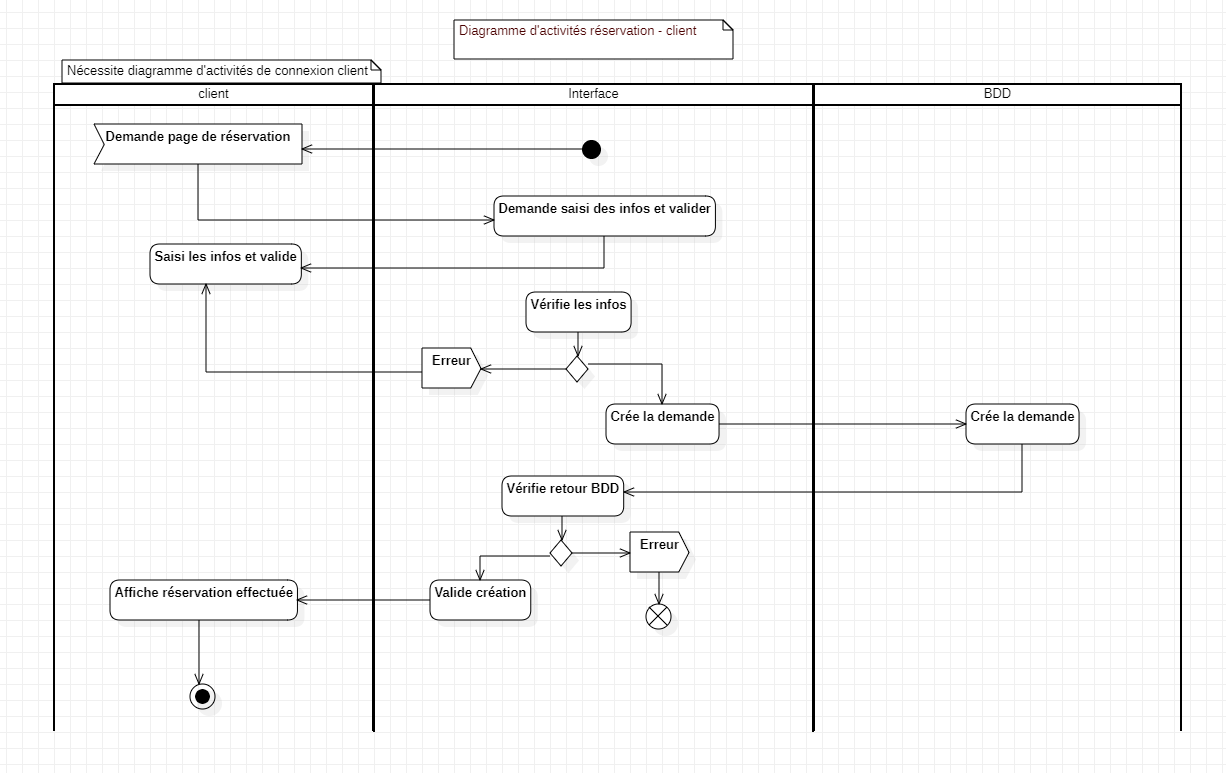 Diagramme d'activités réservation - client
Nécessite diagramme d'activités de connexion client
client
Interface
BDD
Demande page de réservation
Demande saisi des infos et valider
Saisi les infos et valide
Vérifie les infos
Erreur
Crée la demande
Crée la demande
Vérifie retour BDD
Erreur
Affiche réservation effectuée
Valide création